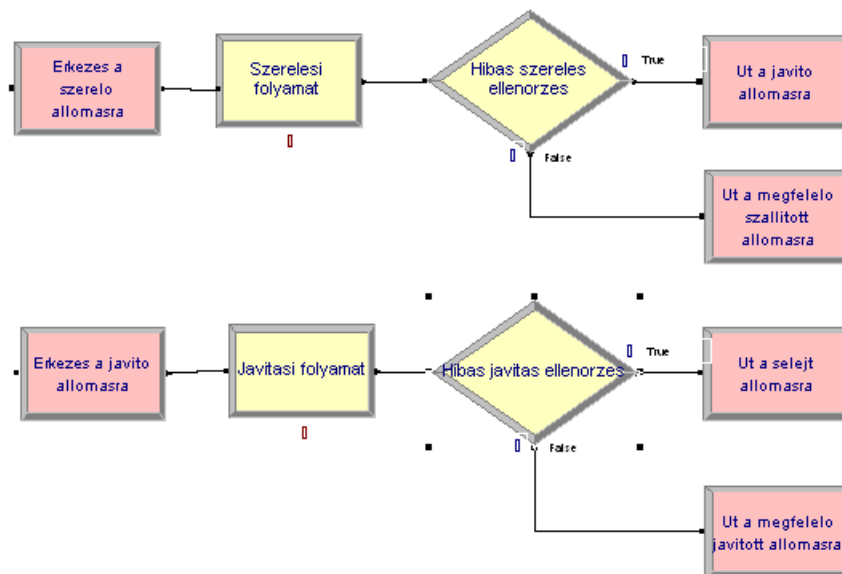 Erkezes a
szerelo
allomasra
Szerelesi
folyamat
Hibas szereles
ellenorzes
True
False
Ut a javito
allomasra
Ut a megfelelo
szallitott
allomasra
Erkezes a javito
allomasra
Javitasi folyamat
Hibas javitas ellenorzes
True
False
Ut a selejt
allomasra
Ut a megfelelo
javitott allomasra